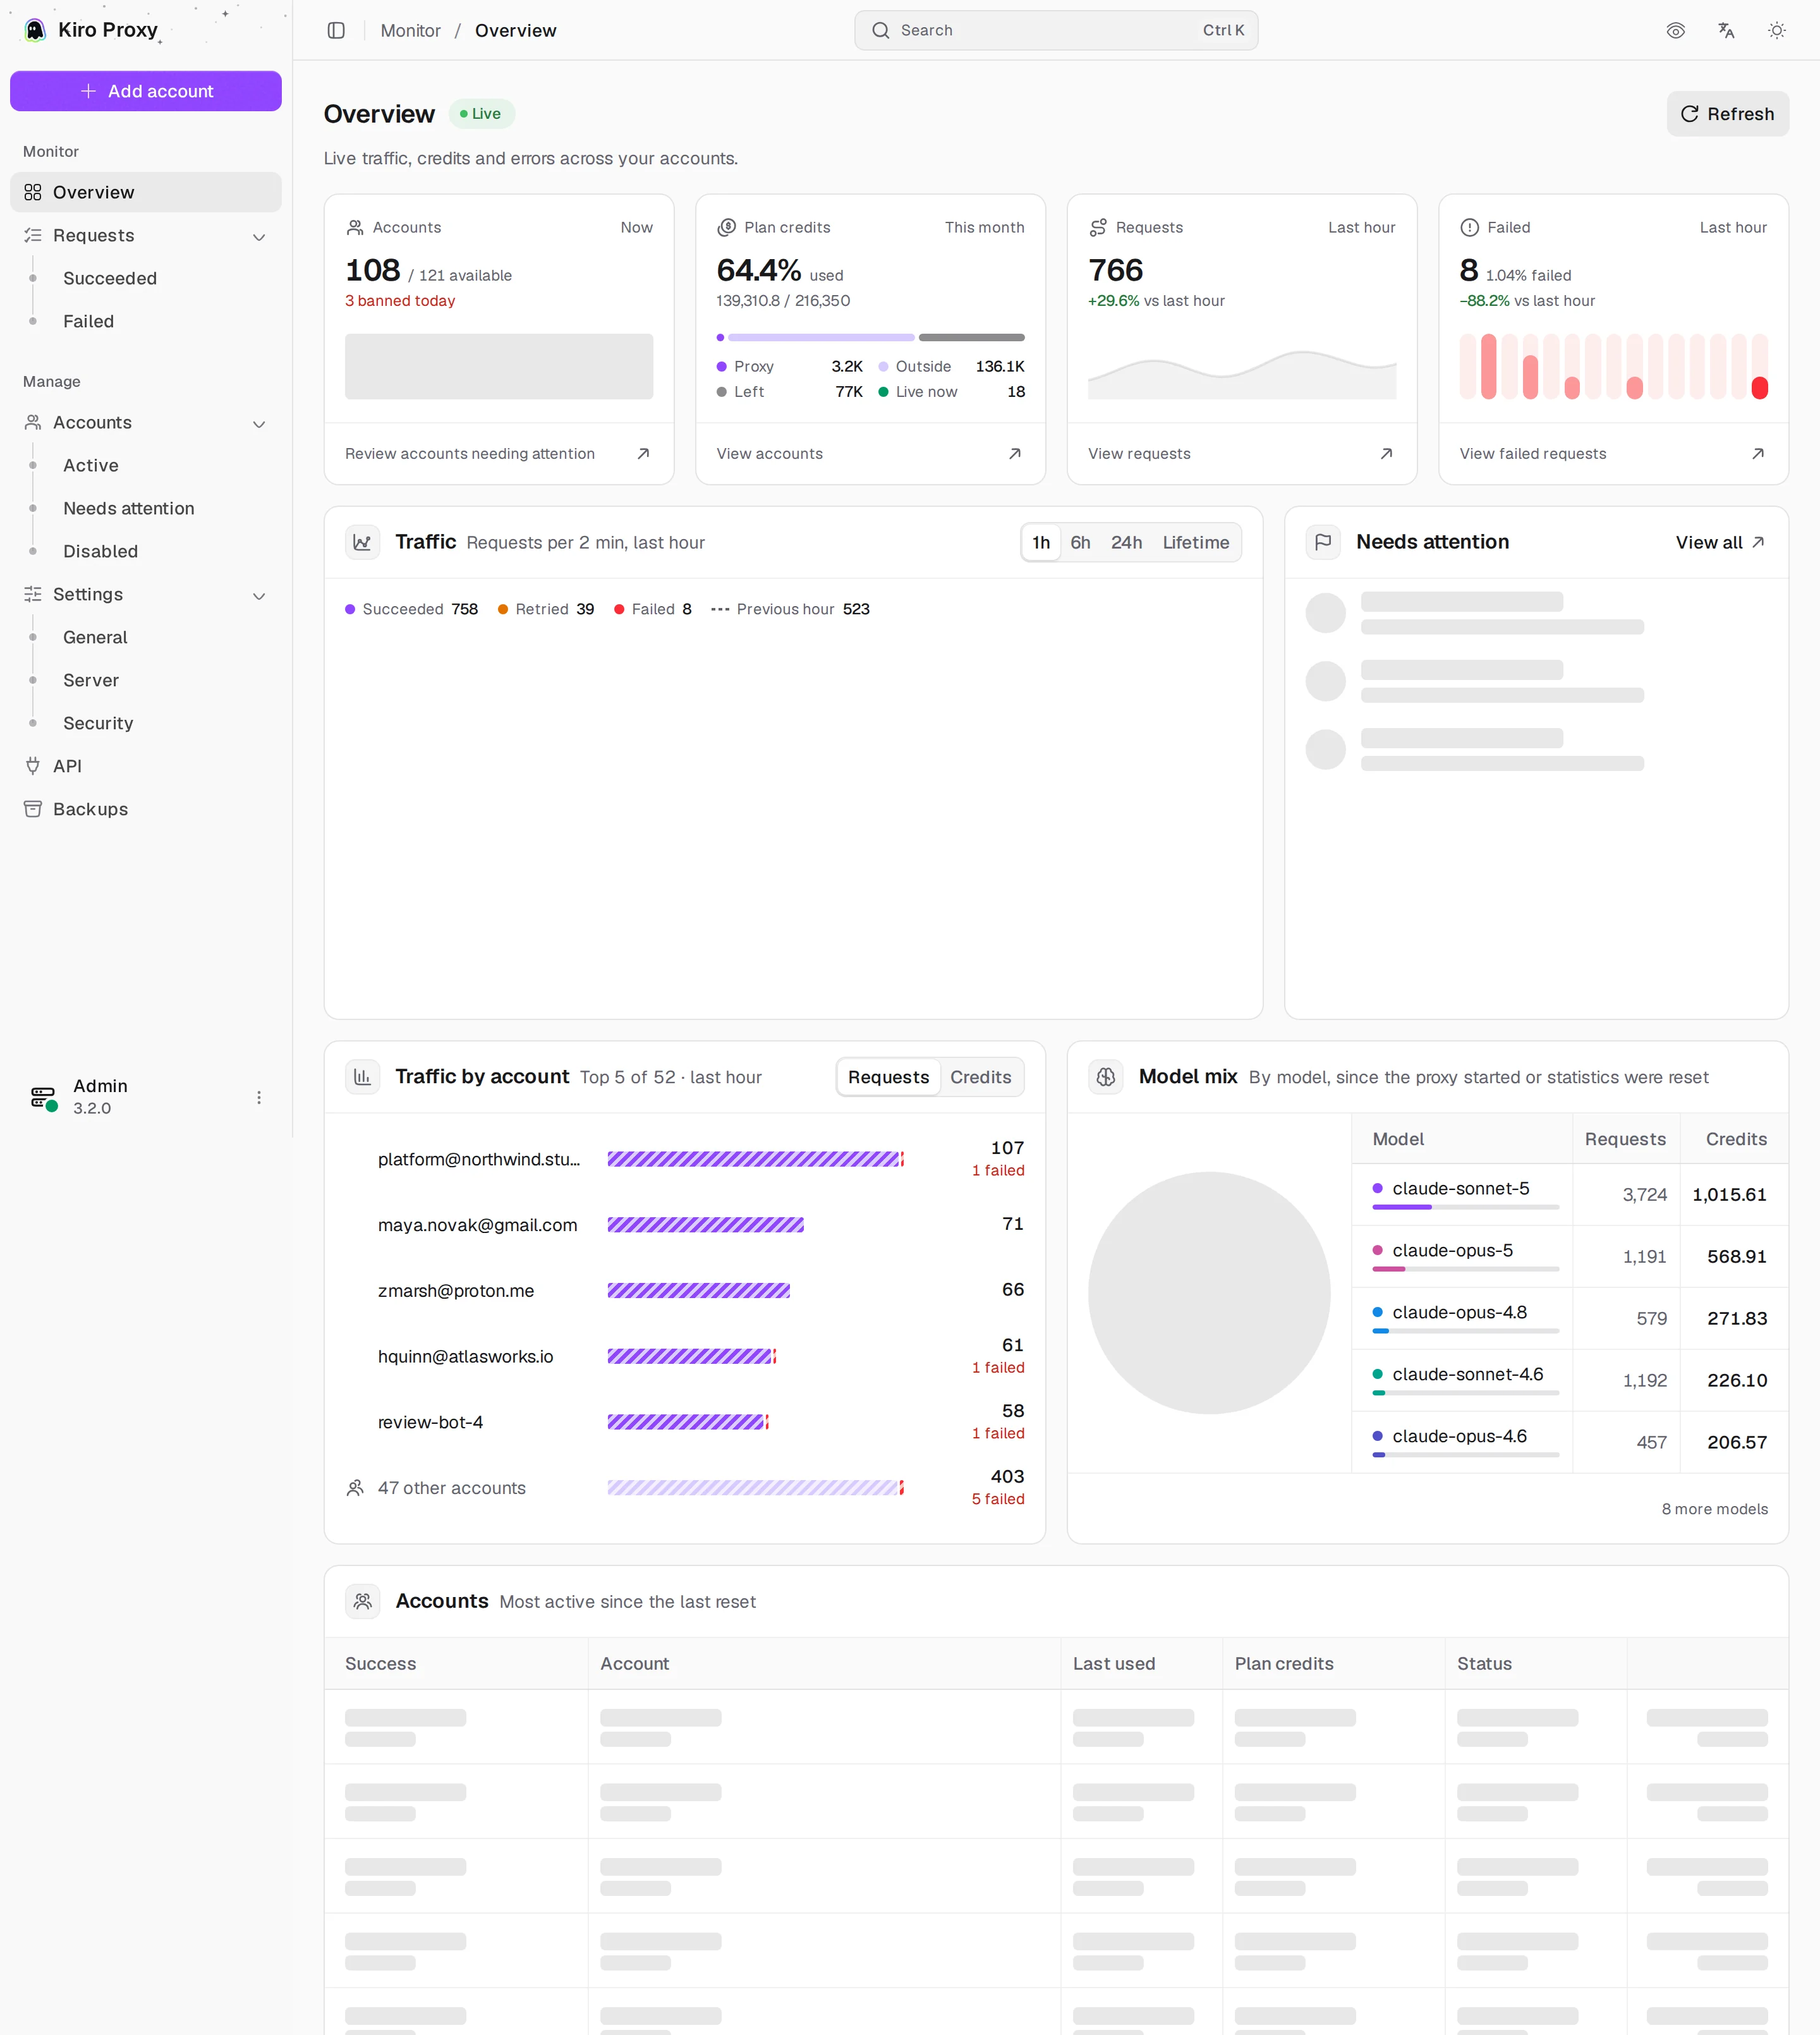 Kiro Proxy
Add account
Monitor
Overview
Requests
Succeeded
Failed
Manage
Accounts
Active
Needs attention
Disabled
Settings
General
Server
Security
API
Backups
Admin
3.2.0
Monitor / Overview
Search Ctrl K
Overview Live
Refresh
Live traffic, credits and errors across your accounts.
Accounts Now
108 / 121 available
3 banned today
Review accounts needing attention
Plan credits This month
64.4% used
139,310.8 / 216,350
Proxy 3.2K Outside 136.1K
Left 77K Live now 18
View accounts
Requests Last hour
766
+29.6% vs last hour
View requests
Failed Last hour
8 1.04% failed
−88.2% vs last hour
View failed requests
Traffic Requests per 2 min, last hour
1h 6h 24h Lifetime
Succeeded 758 Retried 39 Failed 8 Previous hour 523
Needs attention View all
Traffic by account Top 5 of 52 · last hour
Requests Credits
platform@northwind.stu... 107
1 failed
maya.novak@gmail.com 71
zmarsh@proton.me 66
hquinn@atlasworks.io 61
1 failed
review-bot-4 58
1 failed
47 other accounts 403
5 failed
Model mix By model, since the proxy started or statistics were reset
Model Requests Credits
claude-sonnet-5 3,724 1,015.61
claude-opus-5 1,191 568.91
claude-opus-4.8 579 271.83
claude-sonnet-4.6 1,192 226.10
claude-opus-4.6 457 206.57
8 more models
Accounts Most active since the last reset
Success Account Last used Plan credits Status